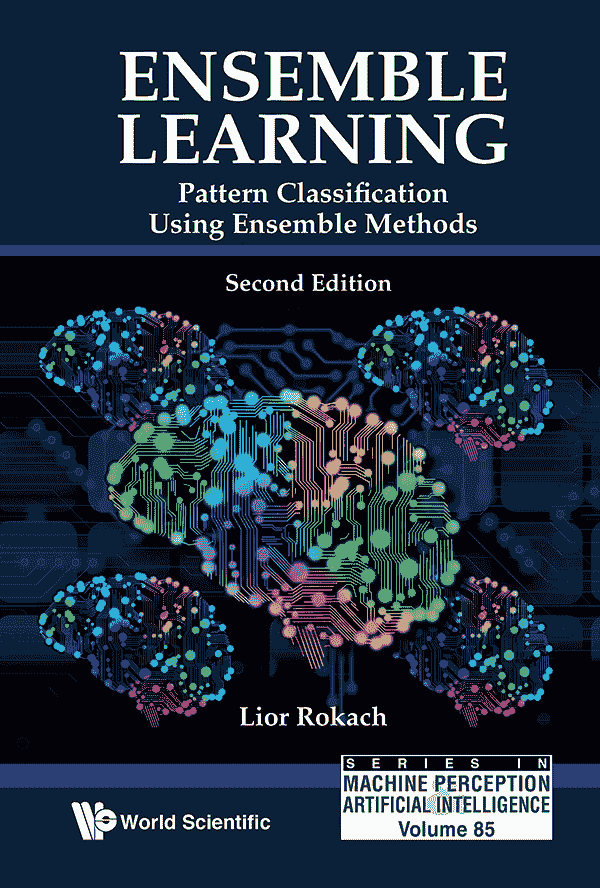 ENSEMBLE
LEARNING
Pattern Classification
Using Ensemble Methods
Second Edition
Lior Rokach
SERIES IN
MACHINE PERCEPTION
ARTIFICIAL INTELLIGENCE
Volume 85
World Scientific